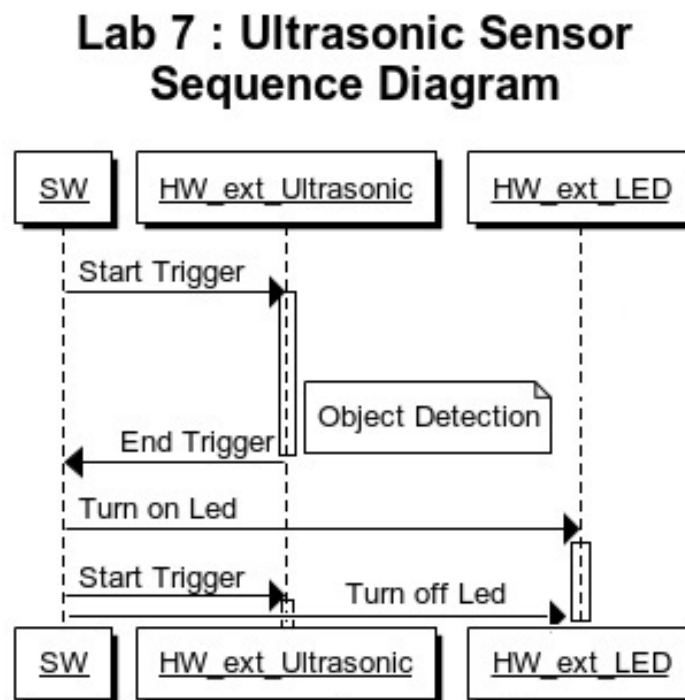 Lab 7 : Ultrasonic Sensor
Sequence Diagram
SW
HW_ext_Ultrasonic
HW_ext_LED
Start Trigger
Object Detection
End Trigger
Turn on Led
Start Trigger
Turn off Led
SW
HW_ext_Ultrasonic
HW_ext_LED